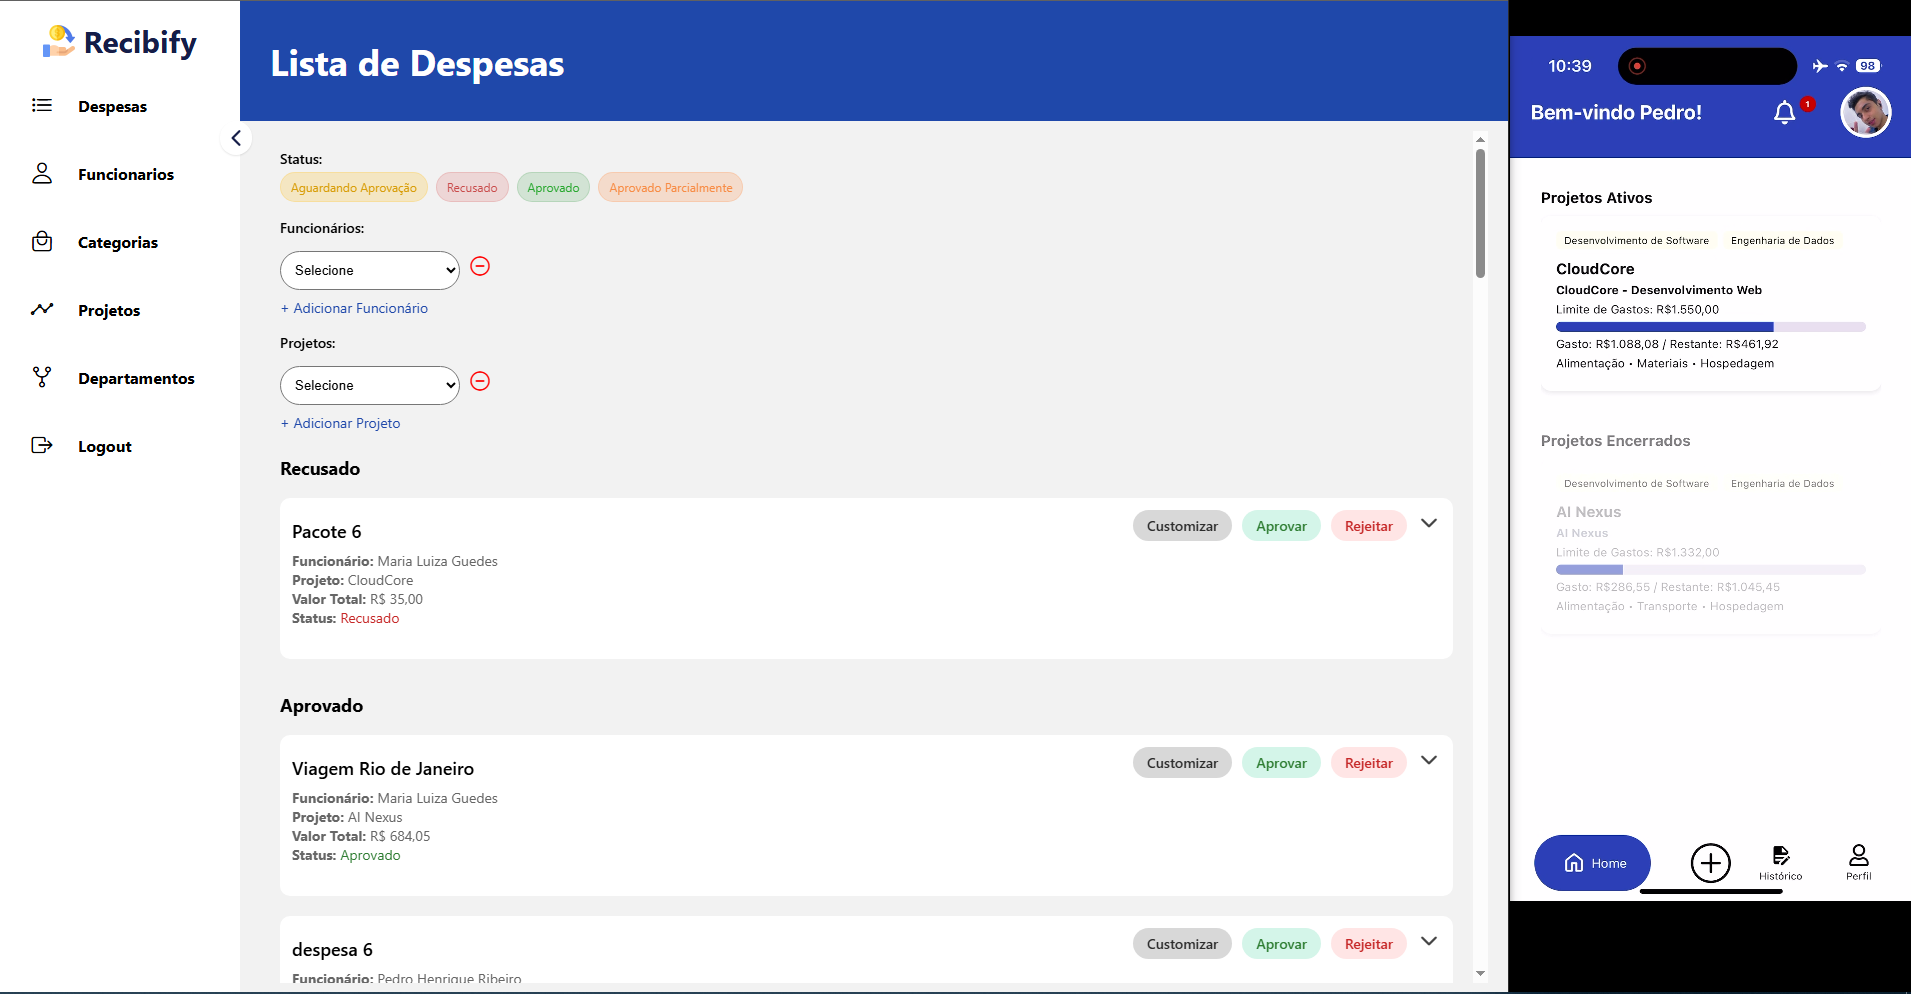 Recibify
Despesas
Funcionarios
Categorias
Projetos
Departamentos
Logout
Lista de Despesas
Status:
Aguardando Aprovação Recusado Aprovado Aprovado Parcialmente
Funcionários:
Selecione
+ Adicionar Funcionário
Projetos:
Selecione
+ Adicionar Projeto
Recusado
Pacote 6
Customizar Aprovar Rejeitar
Funcionário: Maria Luiza Guedes
Projeto: CloudCore
Valor Total: R$ 35,00
Status: Recusado
Aprovado
Viagem Rio de Janeiro
Customizar Aprovar Rejeitar
Funcionário: Maria Luiza Guedes
Projeto: AI Nexus
Valor Total: R$ 684,05
Status: Aprovado
despesa 6
Customizar Aprovar Rejeitar
Funcionário: Pedro Henrique Ribeiro
10:39
98
Bem-vindo Pedro!
1
Projetos Ativos
Desenvolvimento de Software Engenharia de Dados
CloudCore
CloudCore - Desenvolvimento Web
Limite de Gastos: R$1.550,00
Gasto: R$1.088,08 / Restante: R$461,92
Alimentação • Materiais • Hospedagem
Projetos Encerrados
Desenvolvimento de Software Engenharia de Dados
AI Nexus
AI Nexus
Limite de Gastos: R$1.332,00
Gasto: R$286,55 / Restante: R$1.045,45
Alimentação • Transporte • Hospedagem
Home
Histórico
Perfil